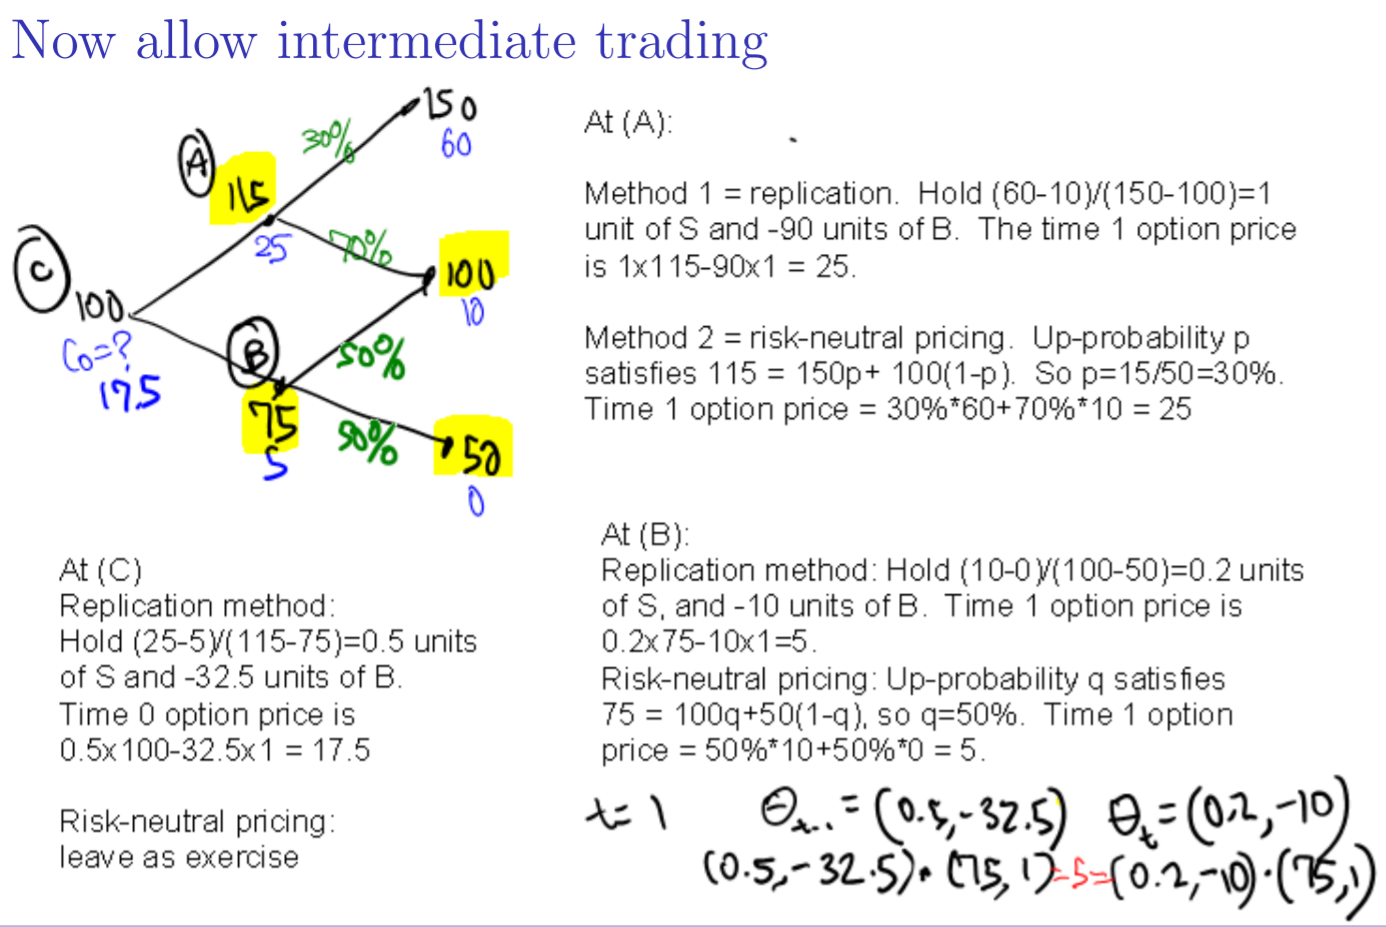 Now allow intermediate trading
150
60
30%
A
115
25
70%
100
10
C
100
C₀=?
17.5
B
50%
75
5
50%
50
0
At (A):
Method 1 = replication. Hold (60-10)/(150-100)=1
unit of S and -90 units of B. The time 1 option price
is 1x115-90x1 = 25.
Method 2 = risk-neutral pricing. Up-probability p
satisfies 115 = 150p+ 100(1-p). So p=15/50=30%.
Time 1 option price = 30%*60+70%*10 = 25
At (C)
Replication method:
Hold (25-5)/(115-75)=0.5 units
of S and -32.5 units of B.
Time 0 option price is
0.5x100-32.5x1 = 17.5
Risk-neutral pricing:
leave as exercise
At (B):
Replication method: Hold (10-0)/(100-50)=0.2 units
of S, and -10 units of B. Time 1 option price is
0.2x75-10x1=5.
Risk-neutral pricing: Up-probability q satisfies
75 = 100q+50(1-q), so q=50%. Time 1 option
price = 50%*10+50%*0 = 5.
t=1 θₜ₋₁ = (0.5,-32.5) θₜ=(0.2,-10)
(0.5,-32.5)·(75,1)=5=(0.2,-10)·(75,1)